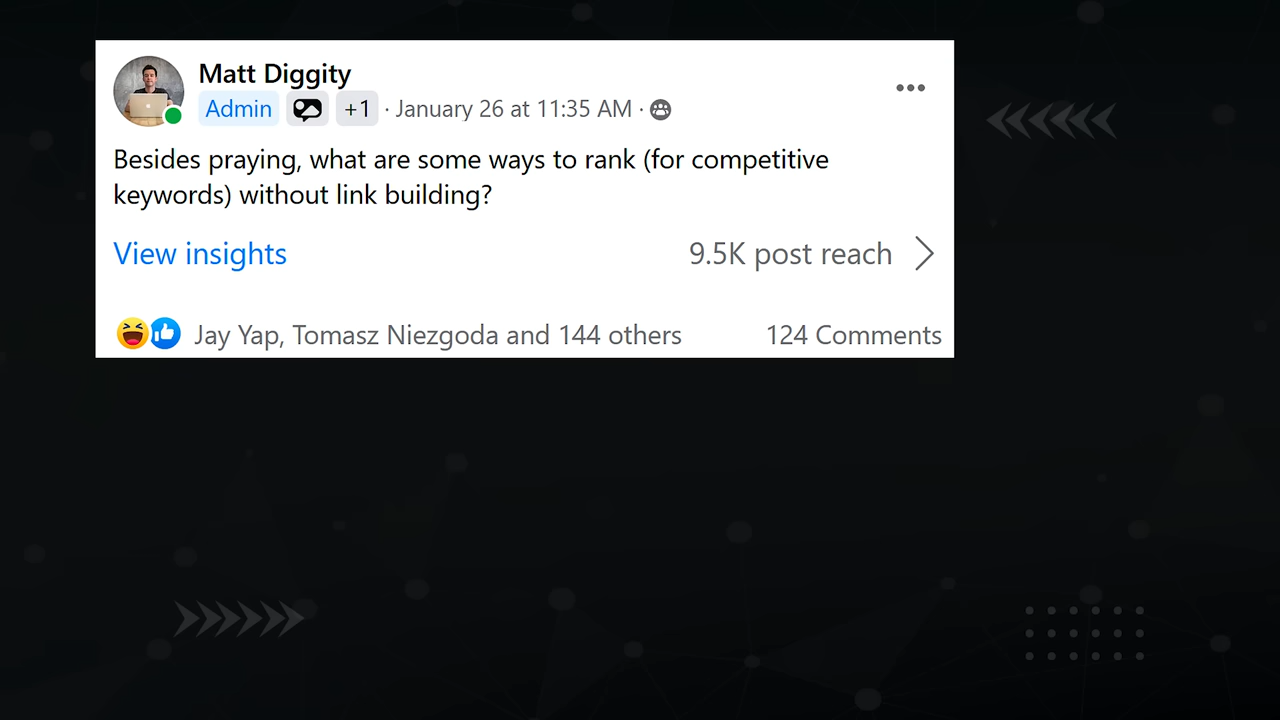 Matt Diggity
Admin +1 · January 26 at 11:35 AM ·
Besides praying, what are some ways to rank (for competitive
keywords) without link building?
View insights 9.5K post reach
Jay Yap, Tomasz Niezgoda and 144 others 124 Comments